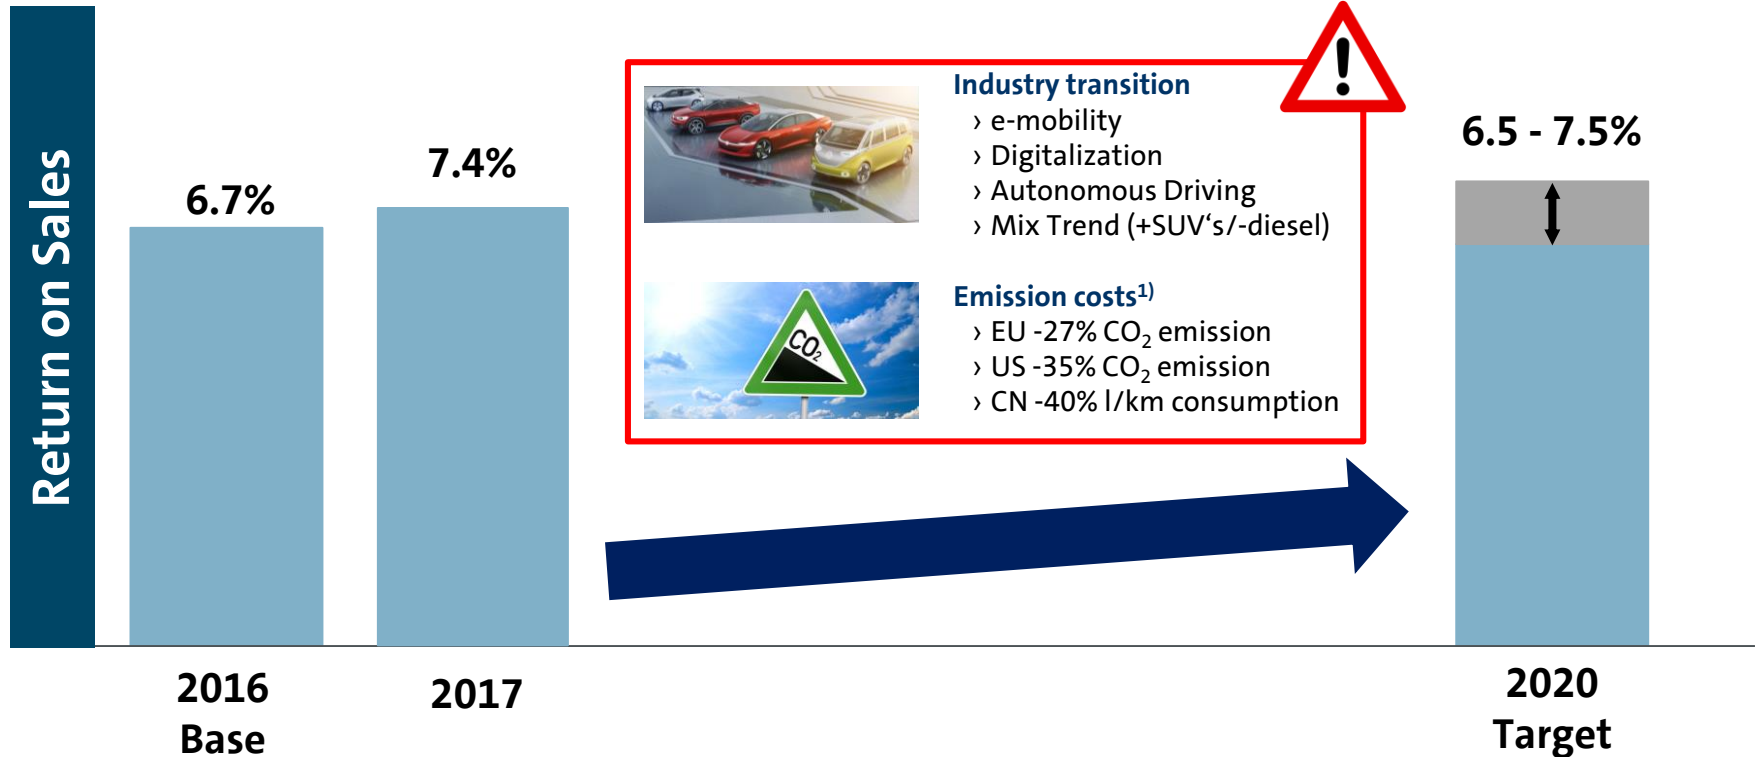 Return on Sales
6.7%
7.4%
Industry transition
› e-mobility
› Digitalization
› Autonomous Driving
› Mix Trend (+SUV‘s/-diesel)
CO₂
Emission costs¹⁾
› EU -27% CO₂ emission
› US -35% CO₂ emission
› CN -40% l/km consumption
!
6.5 - 7.5%
2016
Base
2017
2020
Target